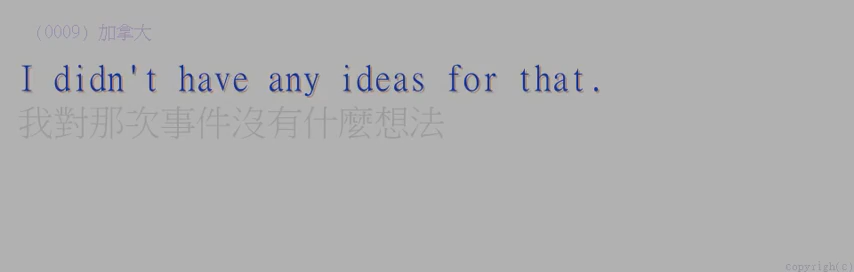 (0009) 加拿大
I didn't have any ideas for that.
我對那次事件沒有什麼想法
copyrigh(c)